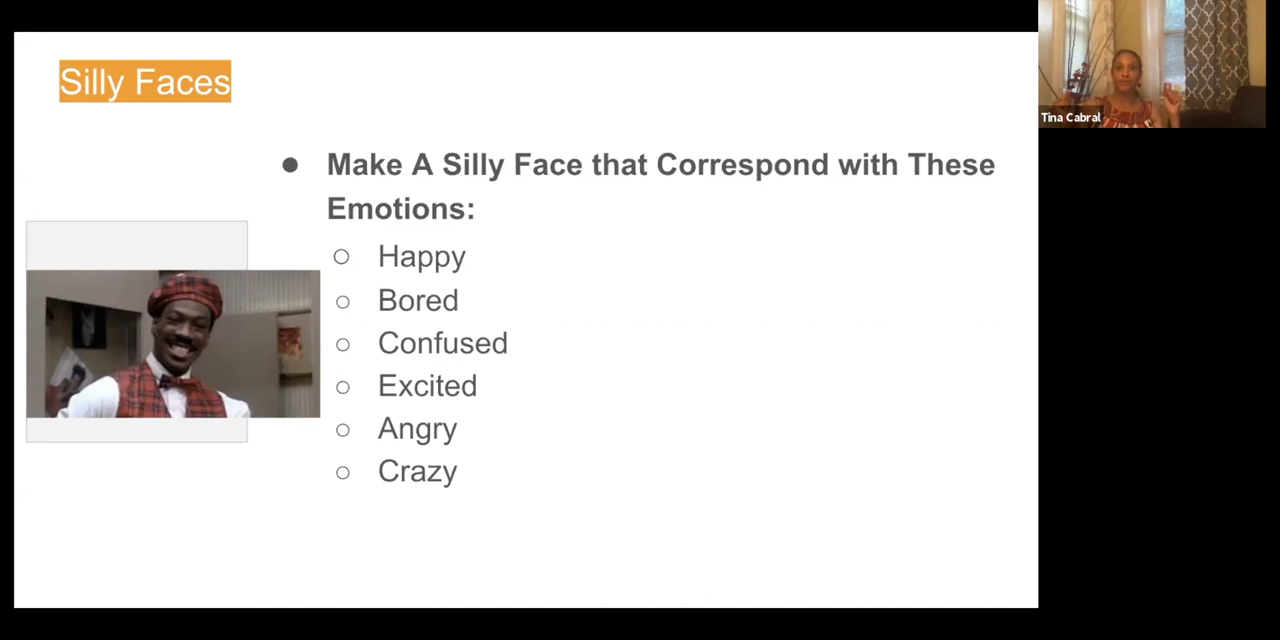 Silly Faces
Tina Cabral
● Make A Silly Face that Correspond with These
Emotions:
○ Happy
○ Bored
○ Confused
○ Excited
○ Angry
○ Crazy